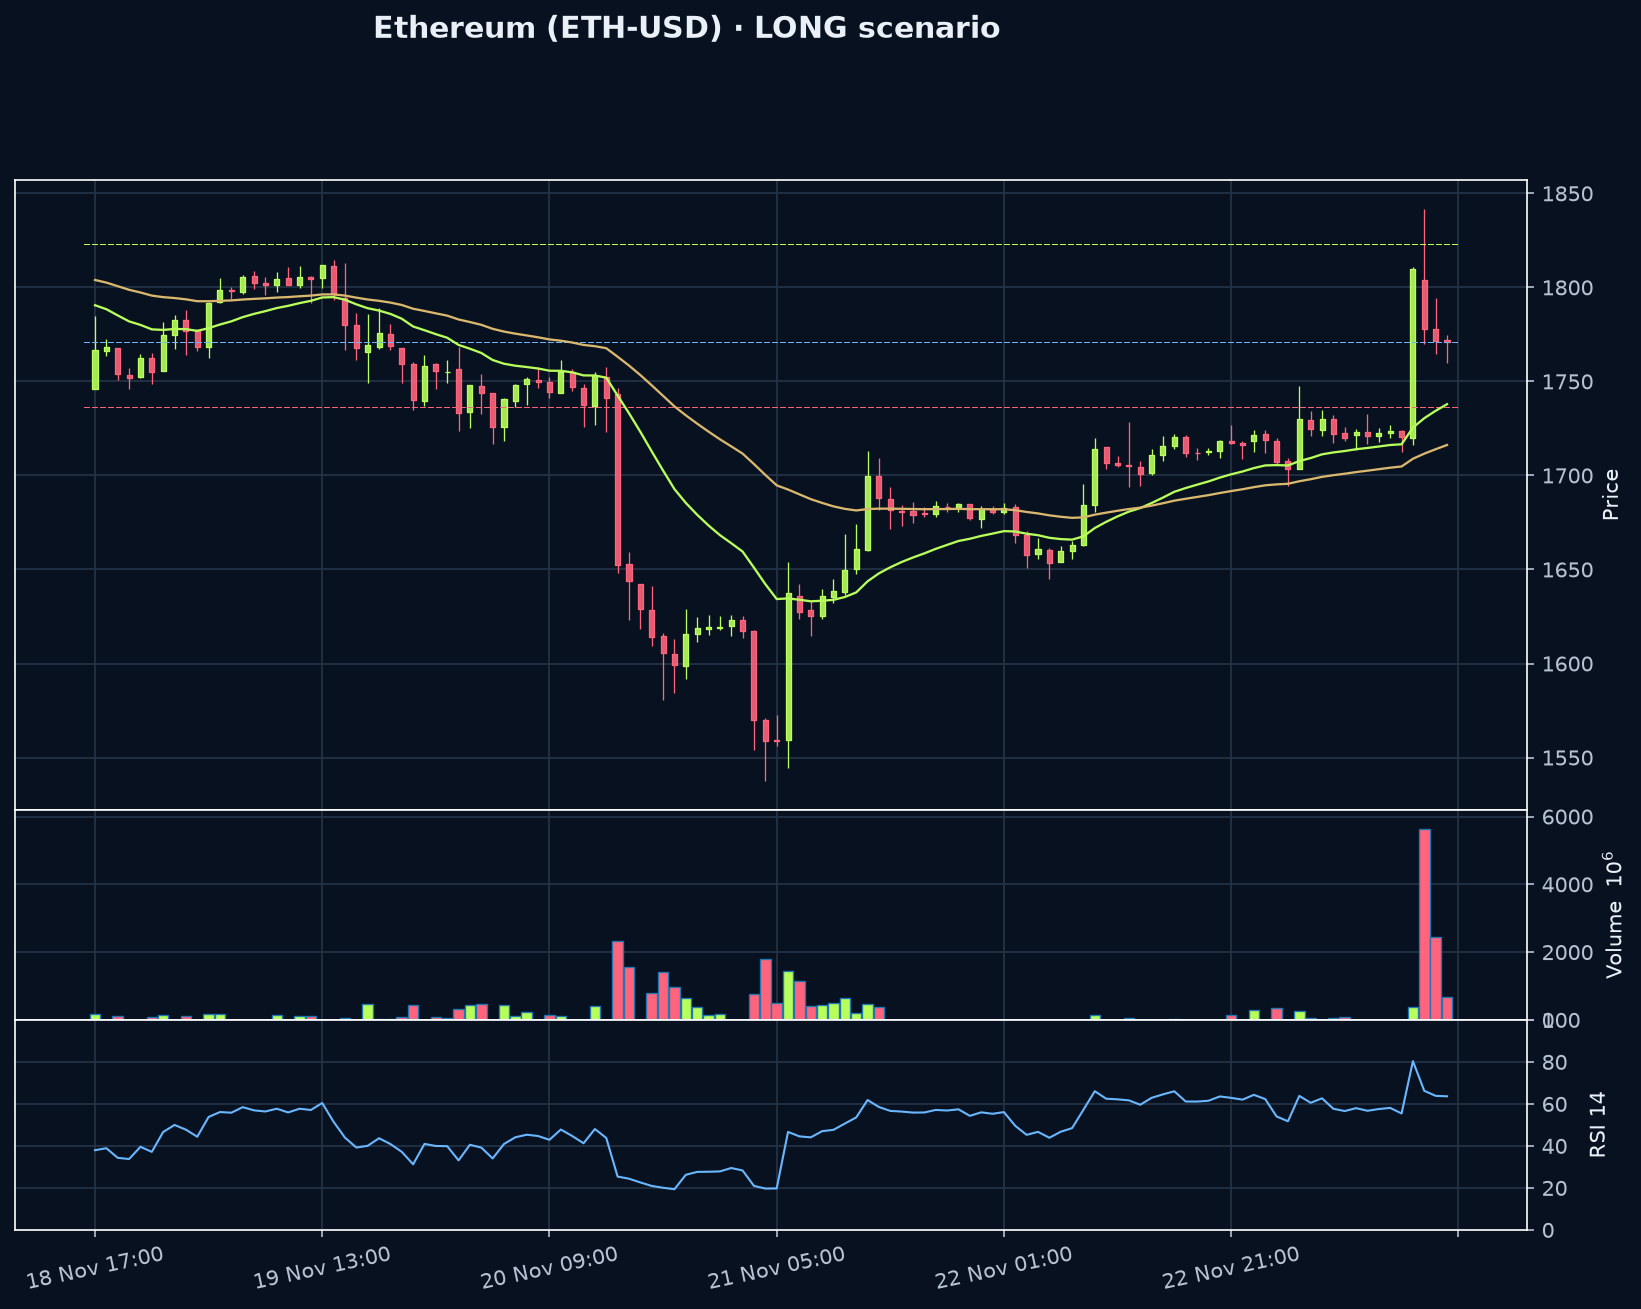 Ethereum (ETH-USD) · LONG scenario
1850
1800
1750
1700
1650
1600
1550
Price
6000
4000
2000
0
Volume 10⁶
100
80
60
40
20
0
RSI 14
18 Nov 17:00
19 Nov 13:00
20 Nov 09:00
21 Nov 05:00
22 Nov 01:00
22 Nov 21:00